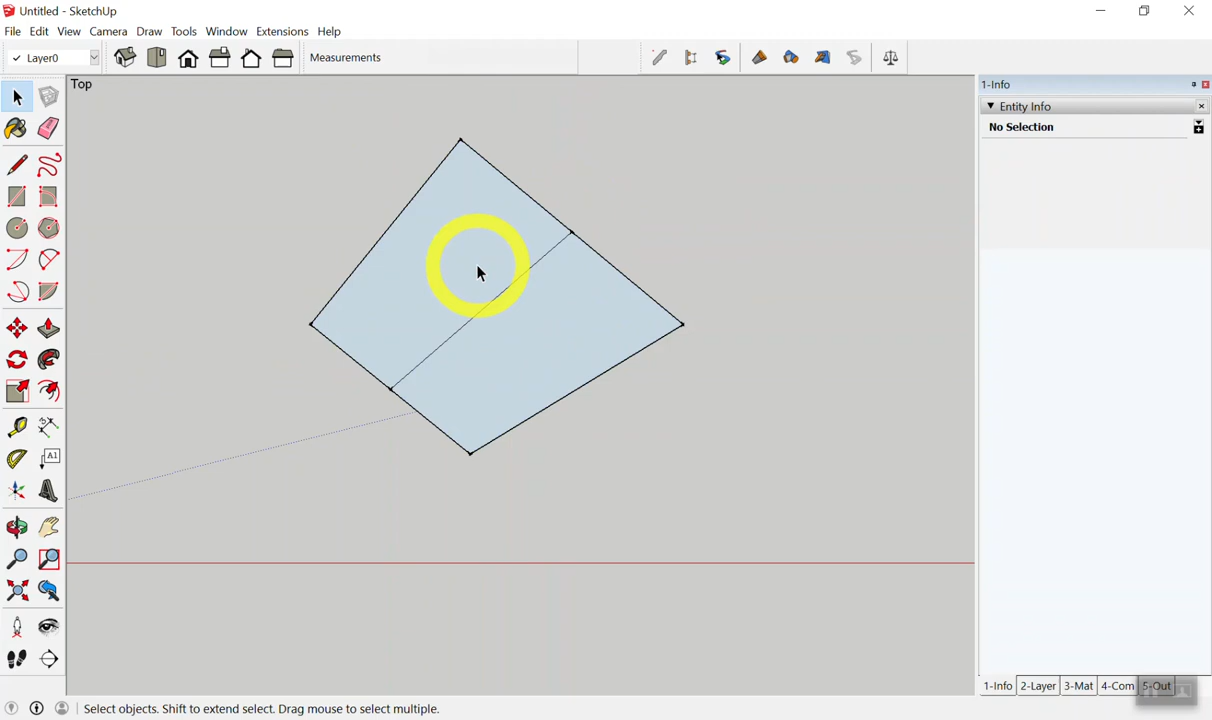 Untitled - SketchUp
File Edit View Camera Draw Tools Window Extensions Help
Layer0 Measurements
Top
1-Info
Entity Info
No Selection
A1
1-Info 2-Layer 3-Mat 4-Com 5-Out
Select objects. Shift to extend select. Drag mouse to select multiple.